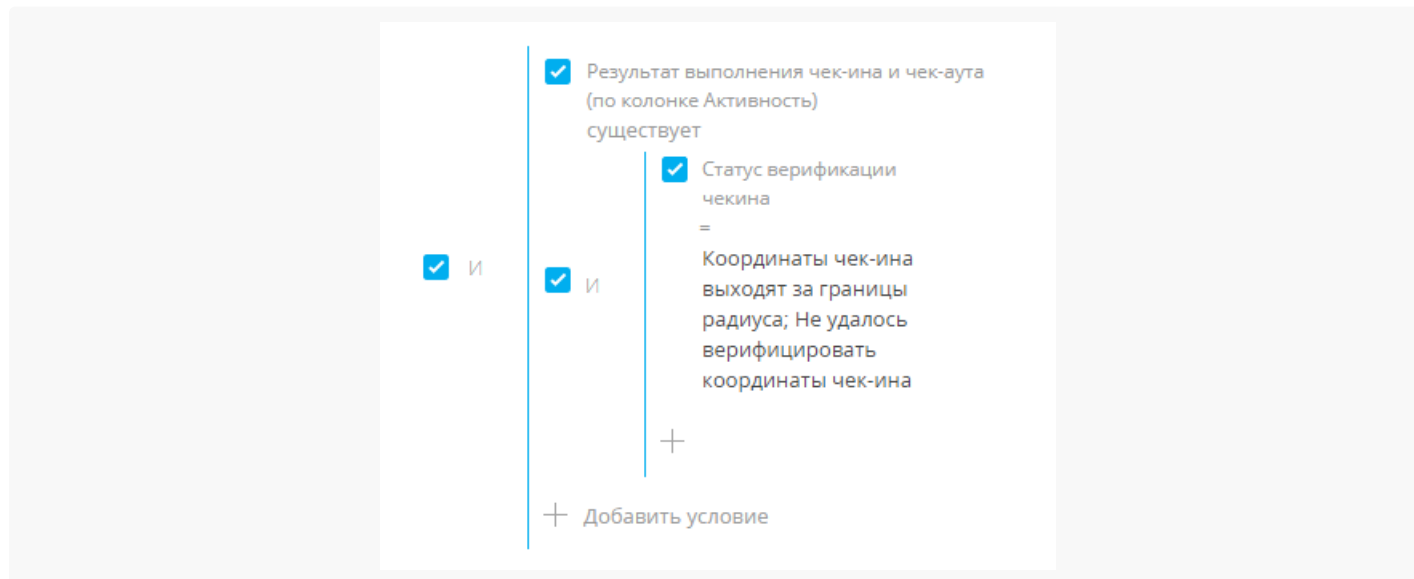 Результат выполнения чек-ина и чек-аута
(по колонке Активность)
существует
Статус верификации
чекина
=
Координаты чек-ина
выходят за границы
радиуса; Не удалось
верифицировать
координаты чек-ина
И
И
Добавить условие